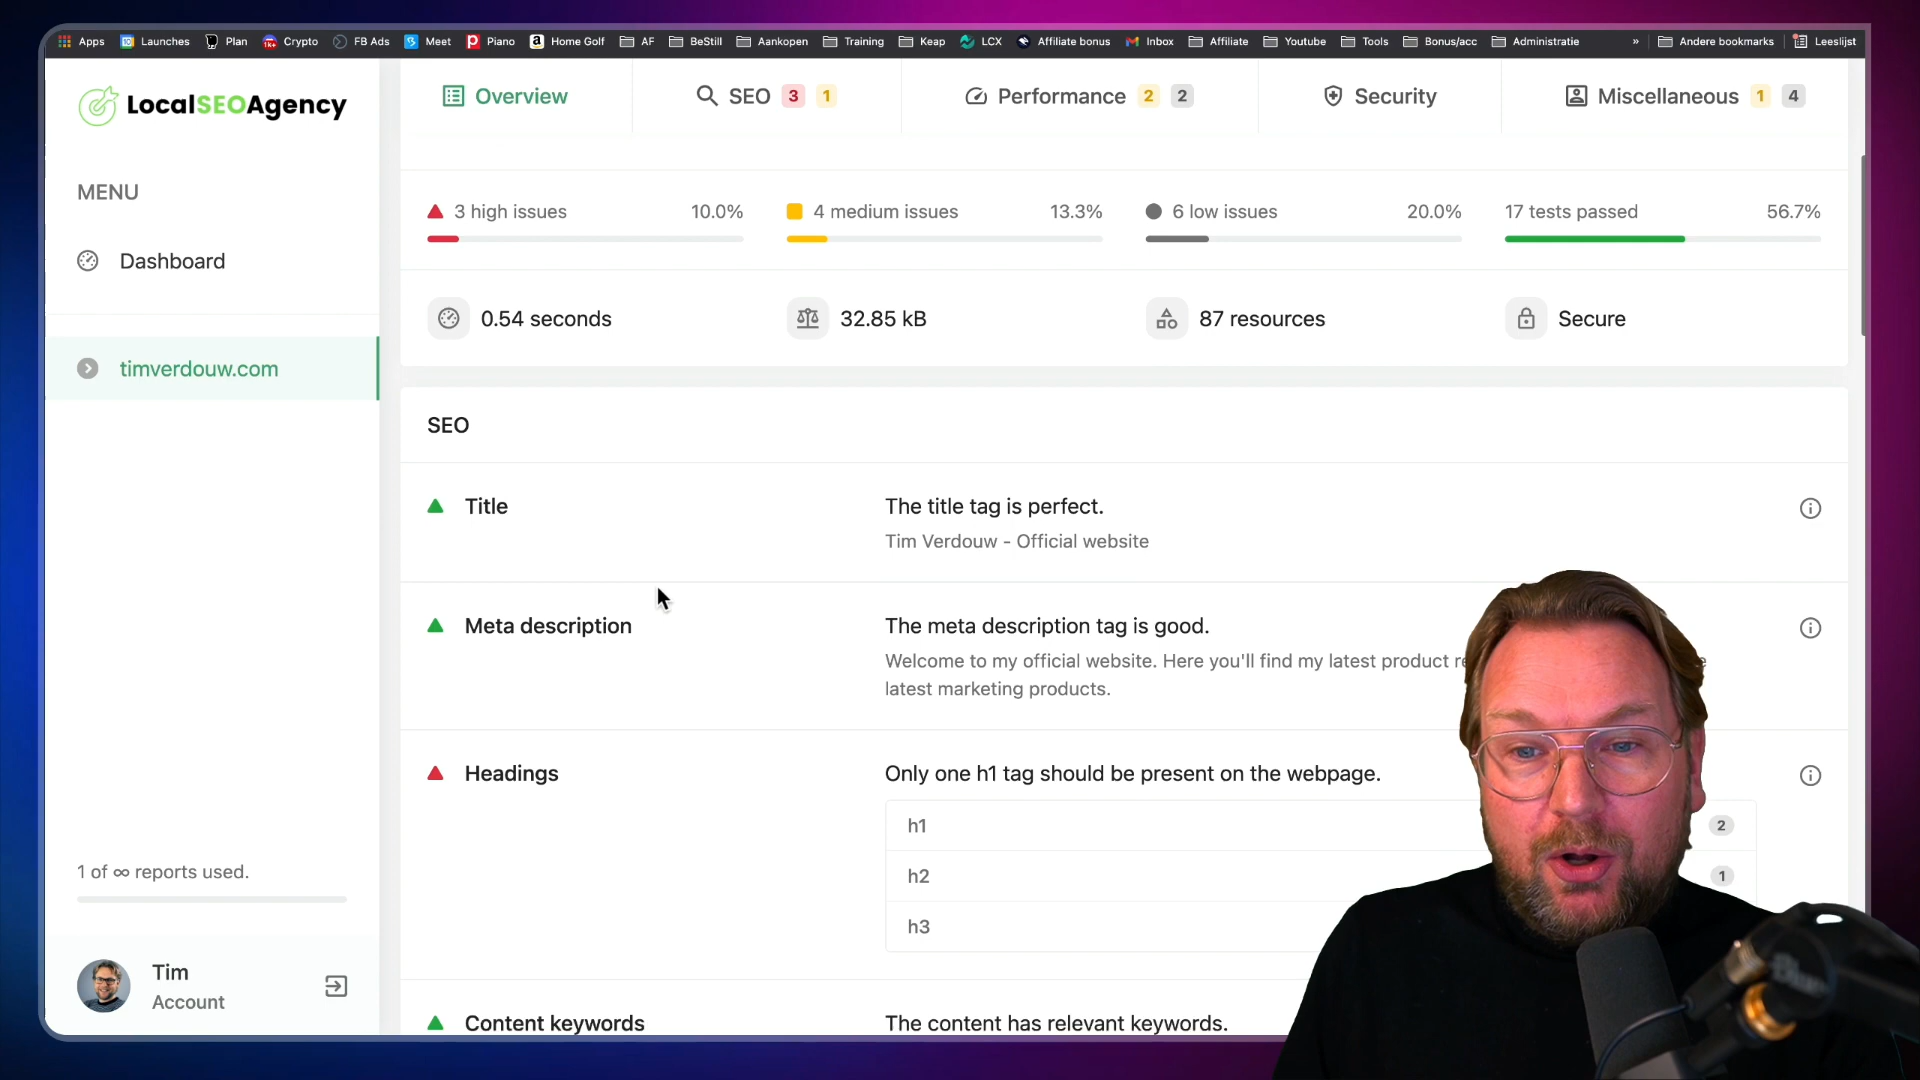 Apps Launches Plan Crypto FB Ads Meet Piano Home Golf AF BeStill Aankopen Training Keap LCX Affiliate bonus Inbox Affiliate Youtube Tools Bonus/acc Administratie » Andere bookmarks Leeslijst
LocalSEOAgency
Overview SEO 3 1 Performance 2 2 Security Miscellaneous 1 4
MENU
Dashboard
timverdouw.com
3 high issues 10.0% 4 medium issues 13.3% 6 low issues 20.0% 17 tests passed 56.7%
0.54 seconds 32.85 kB 87 resources Secure
SEO
Title The title tag is perfect.
Tim Verdouw - Official website
Meta description The meta description tag is good.
Welcome to my official website. Here you'll find my latest product
latest marketing products.
Headings Only one h1 tag should be present on the webpage.
h1 2
h2 1
h3
Content keywords The content has relevant keywords.
1 of ∞ reports used.
Tim
Account